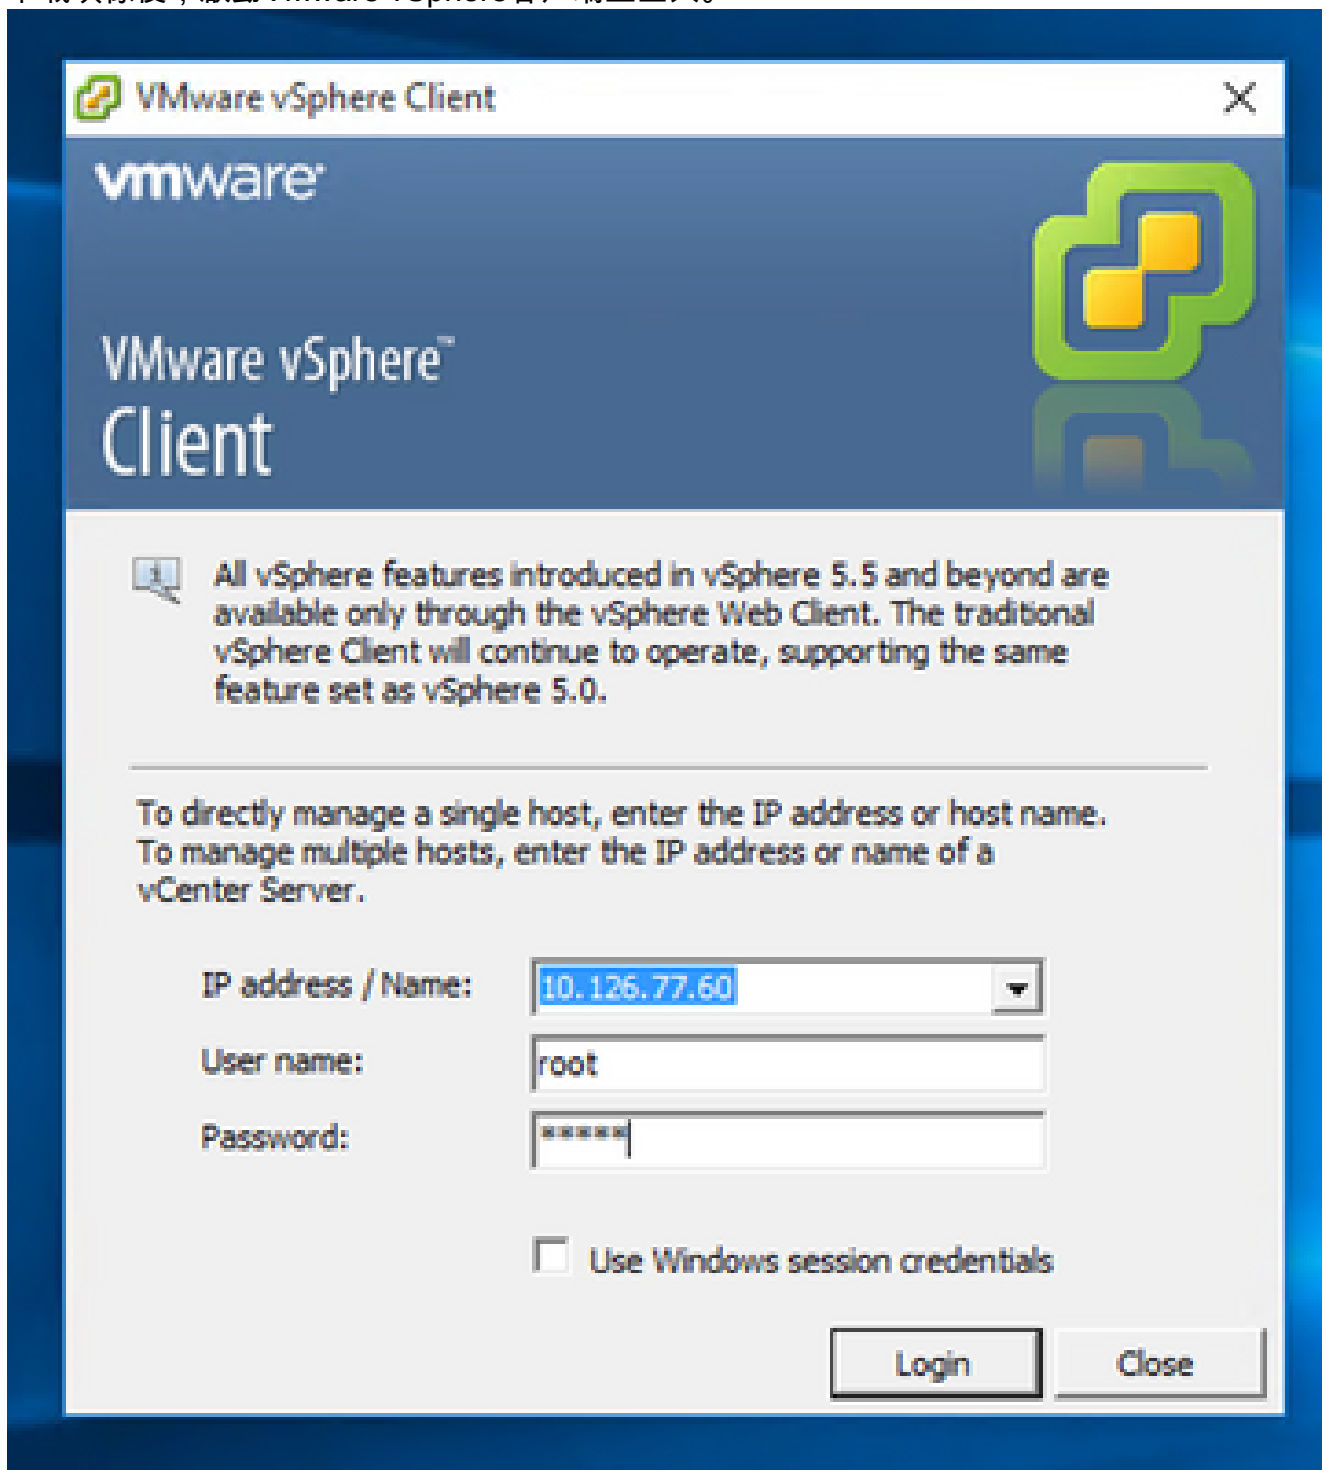 VMware vSphere
VMware vSphere Client
vmware
VMware vSphere™
Client
All vSphere features introduced in vSphere 5.5 and beyond are
available only through the vSphere Web Client. The traditional
vSphere Client will continue to operate, supporting the same
feature set as vSphere 5.0.
To directly manage a single host, enter the IP address or host name.
To manage multiple hosts, enter the IP address or name of a
vCenter Server.
IP address / Name:
10.126.77.60
User name:
root
Password:
*****
Use Windows session credentials
Login
Close